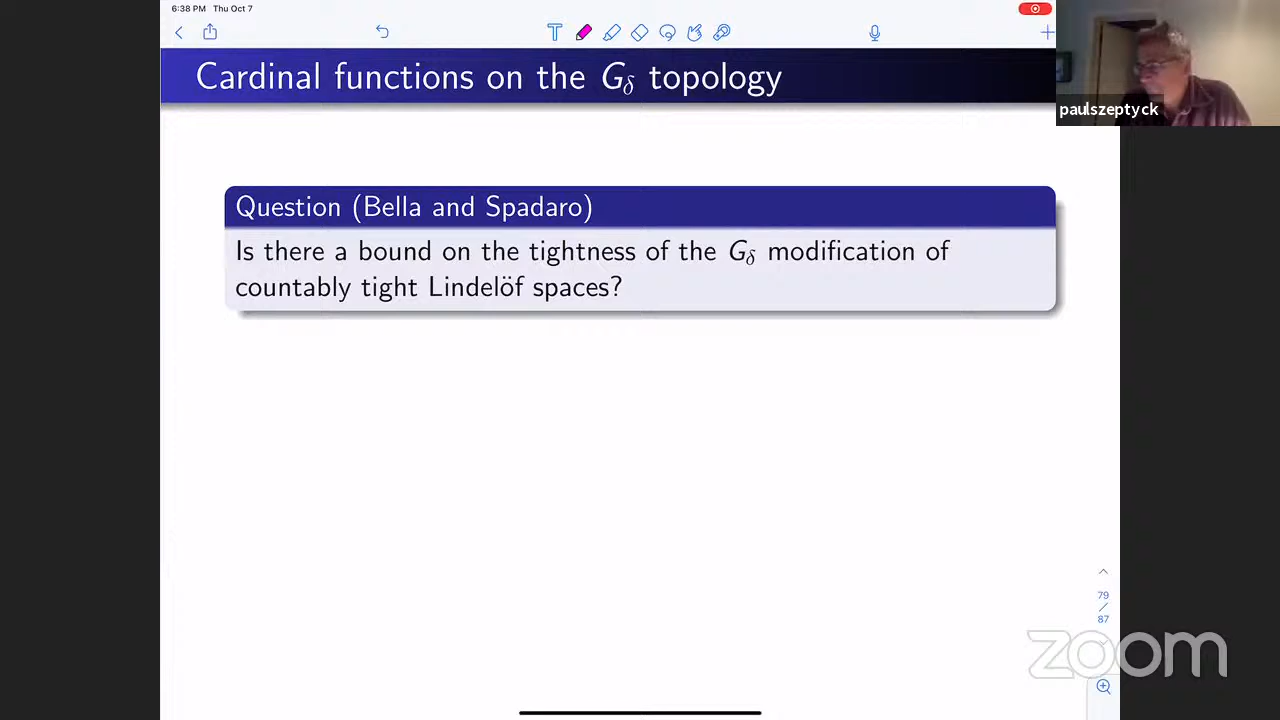 6:38 PM Thu Oct 7
Cardinal functions on the Gδ topology
paulszeptyck
Question (Bella and Spadaro)
Is there a bound on the tightness of the Gδ modification of
countably tight Lindelöf spaces?
79
/
87
zoom